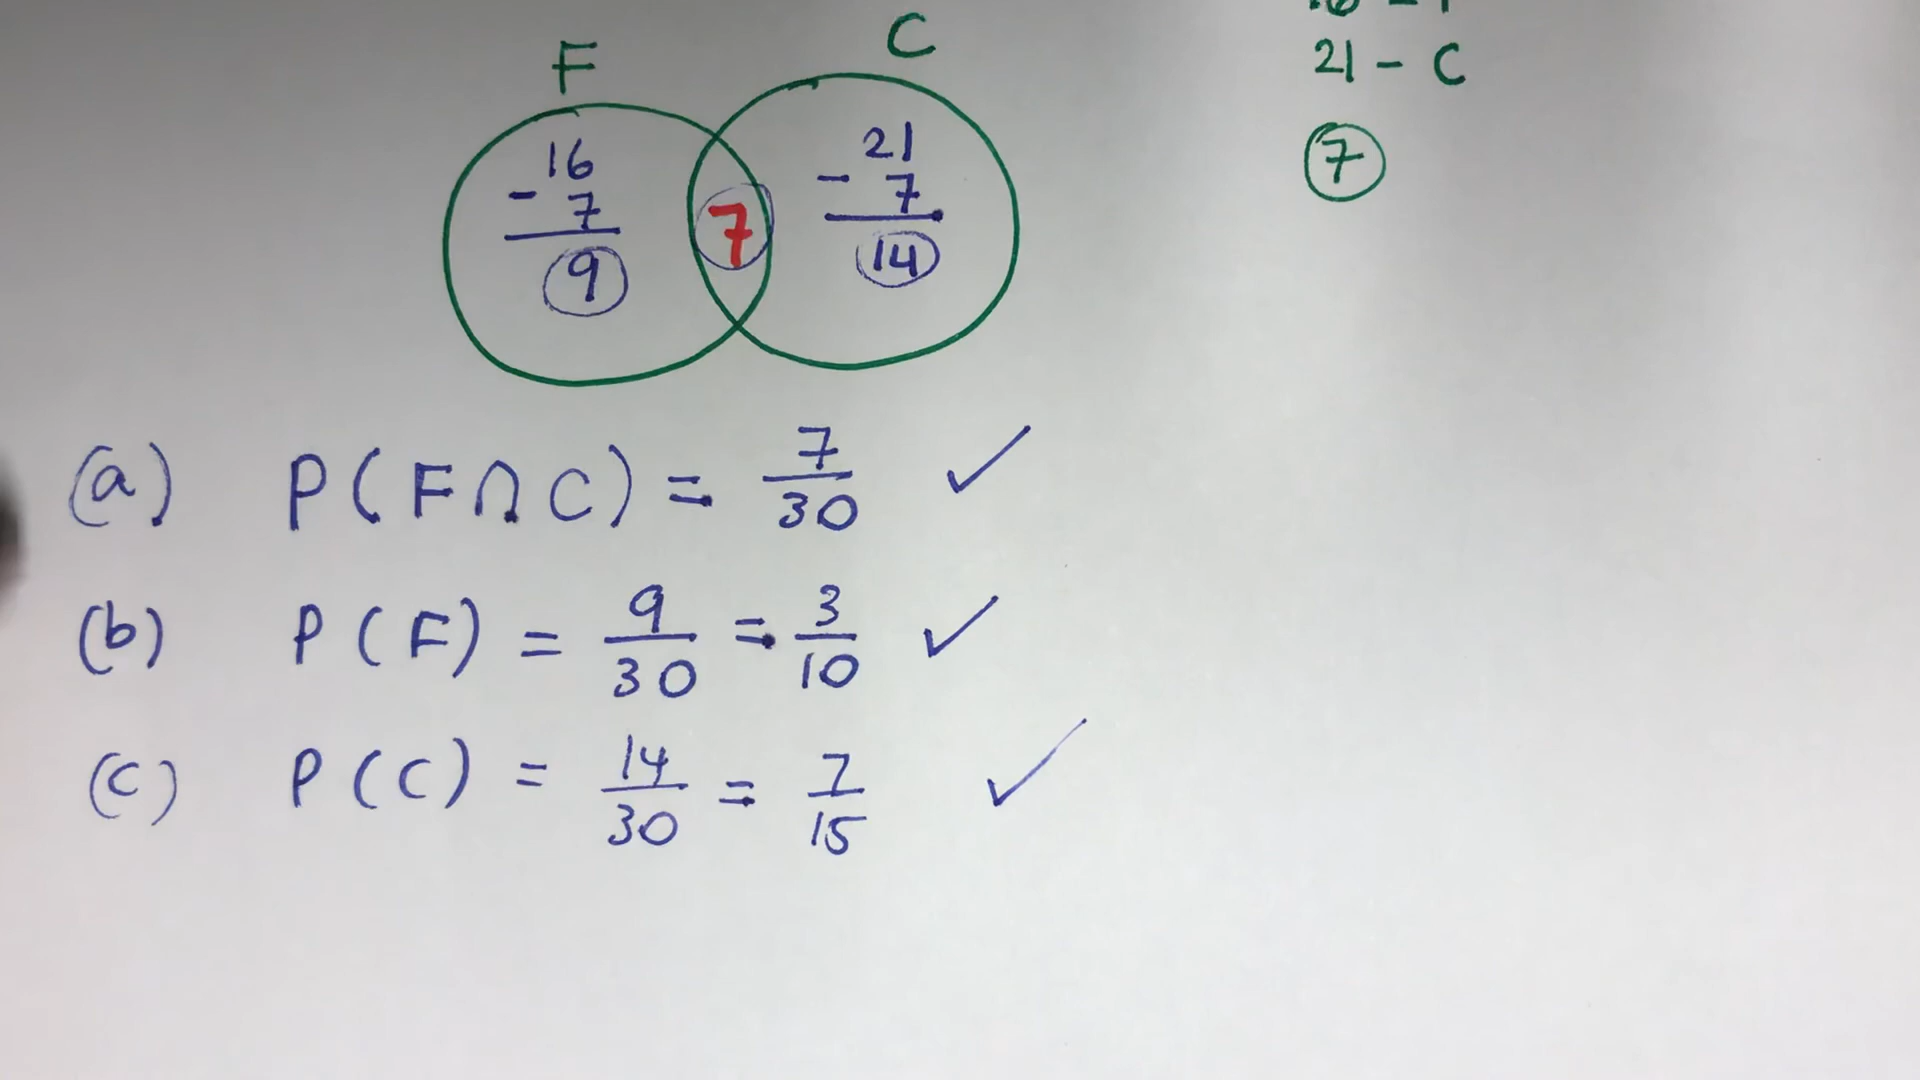 F C
16
- 7
9
7
21
- 7
14
21 - C
7
(a) P(F∩C) = 7/30 ✓
(b) P(F) = 9/30 = 3/10 ✓
(c) P(C) = 14/30 = 7/15 ✓